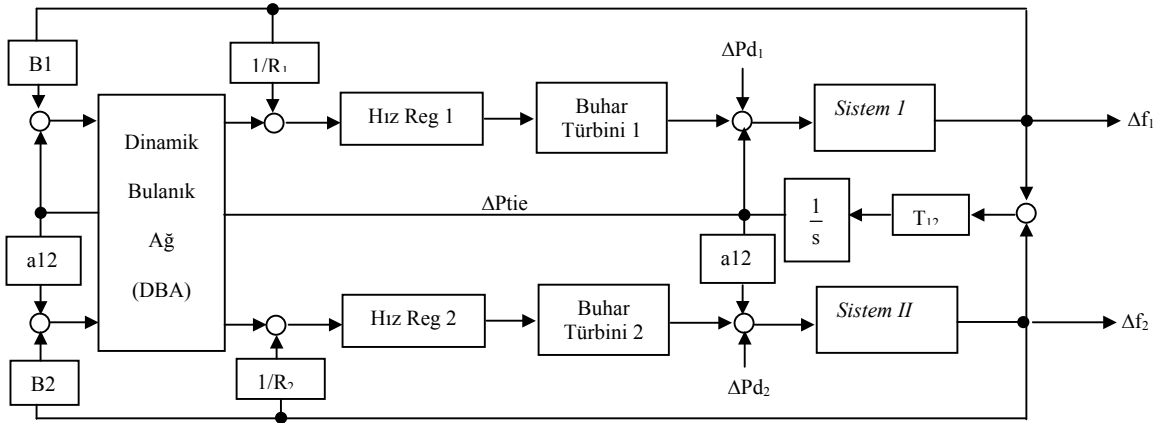 B1
1/R₁
ΔPd₁
Dinamik
Bulanık
Ağ
(DBA)
Hız Reg 1
Buhar
Türbini 1
Sistem 1
Δf₁
ΔPtie
1
s
T₁₂
a12
a12
Hız Reg 2
Buhar
Türbini 2
Sistem II
Δf₂
B2
1/R₂
ΔPd₂